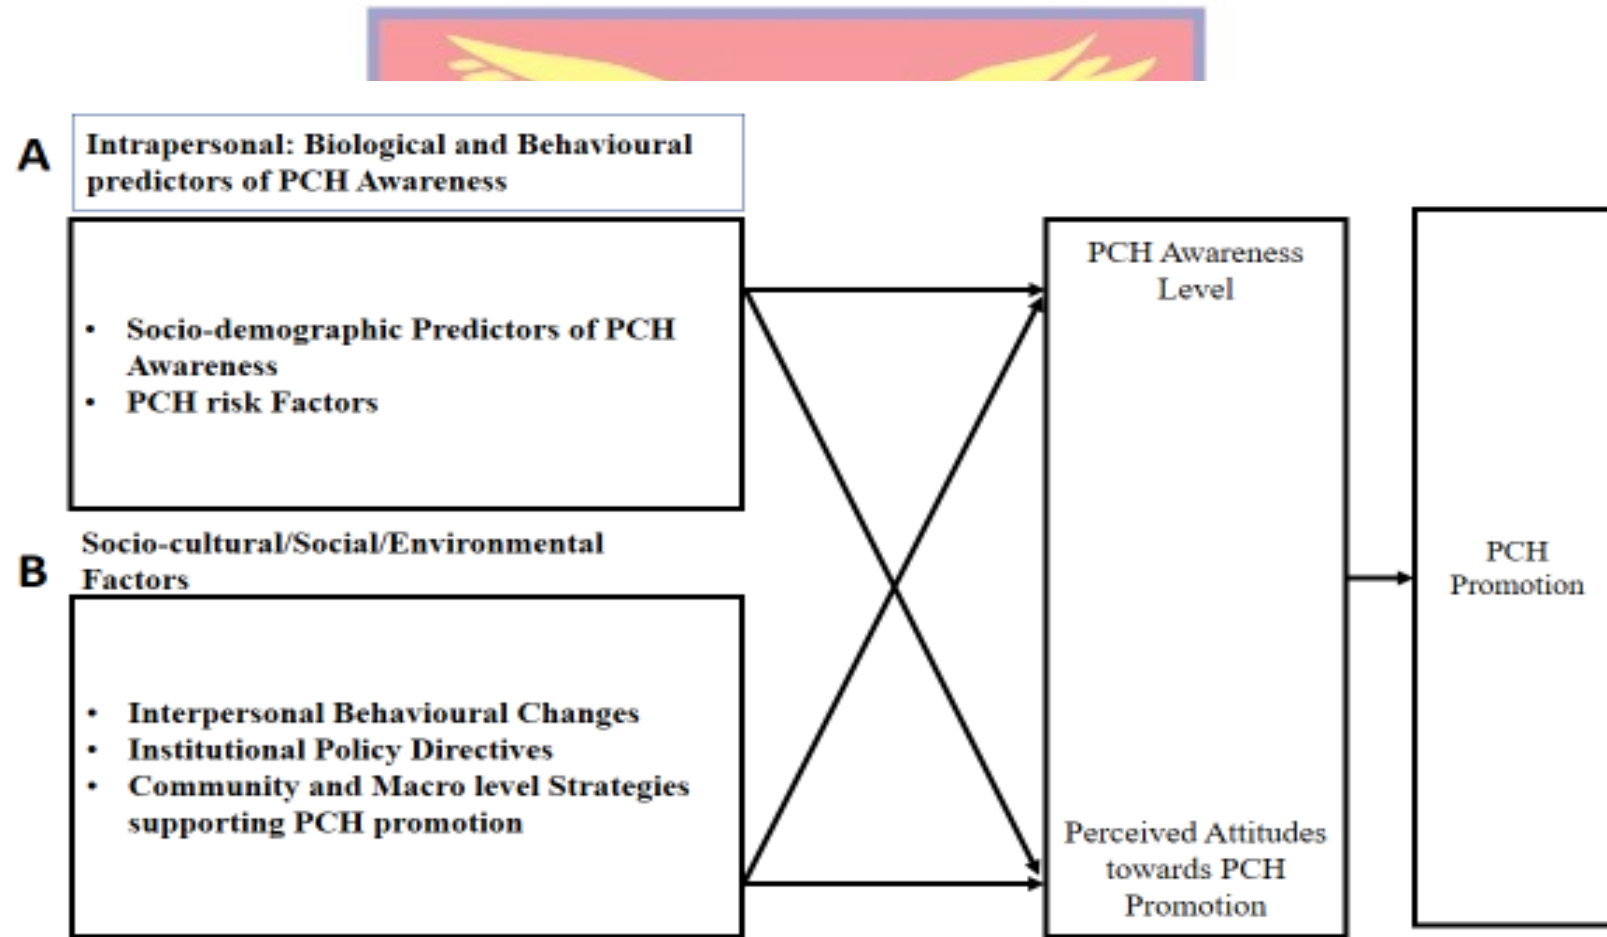 A
Intrapersonal: Biological and Behavioural
predictors of PCH Awareness
• Socio-demographic Predictors of PCH
Awareness
• PCH risk Factors
B
Socio-cultural/Social/Environmental
Factors
• Interpersonal Behavioural Changes
• Institutional Policy Directives
• Community and Macro level Strategies
supporting PCH promotion
PCH Awareness
Level
Perceived Attitudes
towards PCH
Promotion
PCH
Promotion